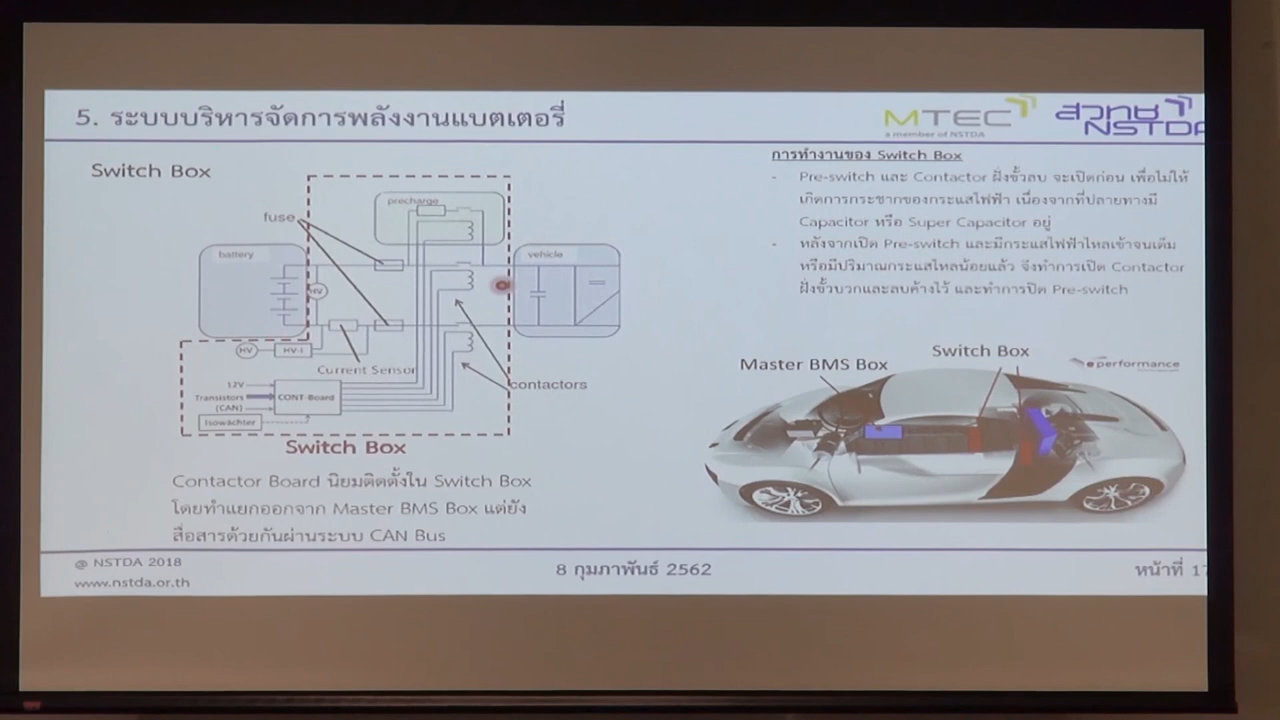 5. ระบบบริหารจัดการพลังงานแบตเตอรี่
MTEC
a member of NSTDA
สวทช
NSTDA
Switch Box
fuse
precharge
battery
vehicle
HV
HV
HV-I
Current Sensor
12V
Transistors
(CAN)
CONT-Board
Isowächter
contactors
Switch Box
Contactor Board นิยมติดตั้งใน Switch Box
โดยทำแยกออกจาก Master BMS Box แต่ยัง
สื่อสารด้วยกันผ่านระบบ CAN Bus
การทำงานของ Switch Box
- Pre-switch และ Contactor ฝั่งขั้วลบ จะเปิดก่อน เพื่อไม่ให้
เกิดการกระชากของกระแสไฟฟ้า เนื่องจากที่ปลายทางมี
Capacitor หรือ Super Capacitor อยู่
- หลังจากเปิด Pre-switch และมีกระแสไฟฟ้าไหลเข้าจนเต็ม
หรือมีปริมาณกระแสไหลน้อยแล้ว จึงทำการเปิด Contactor
ฝั่งขั้วบวกและลบค้างไว้ และทำการปิด Pre-switch
Master BMS Box
Switch Box
eperformance
@ NSTDA 2018
www.nstda.or.th
8 กุมภาพันธ์ 2562
หน้าที่ 17